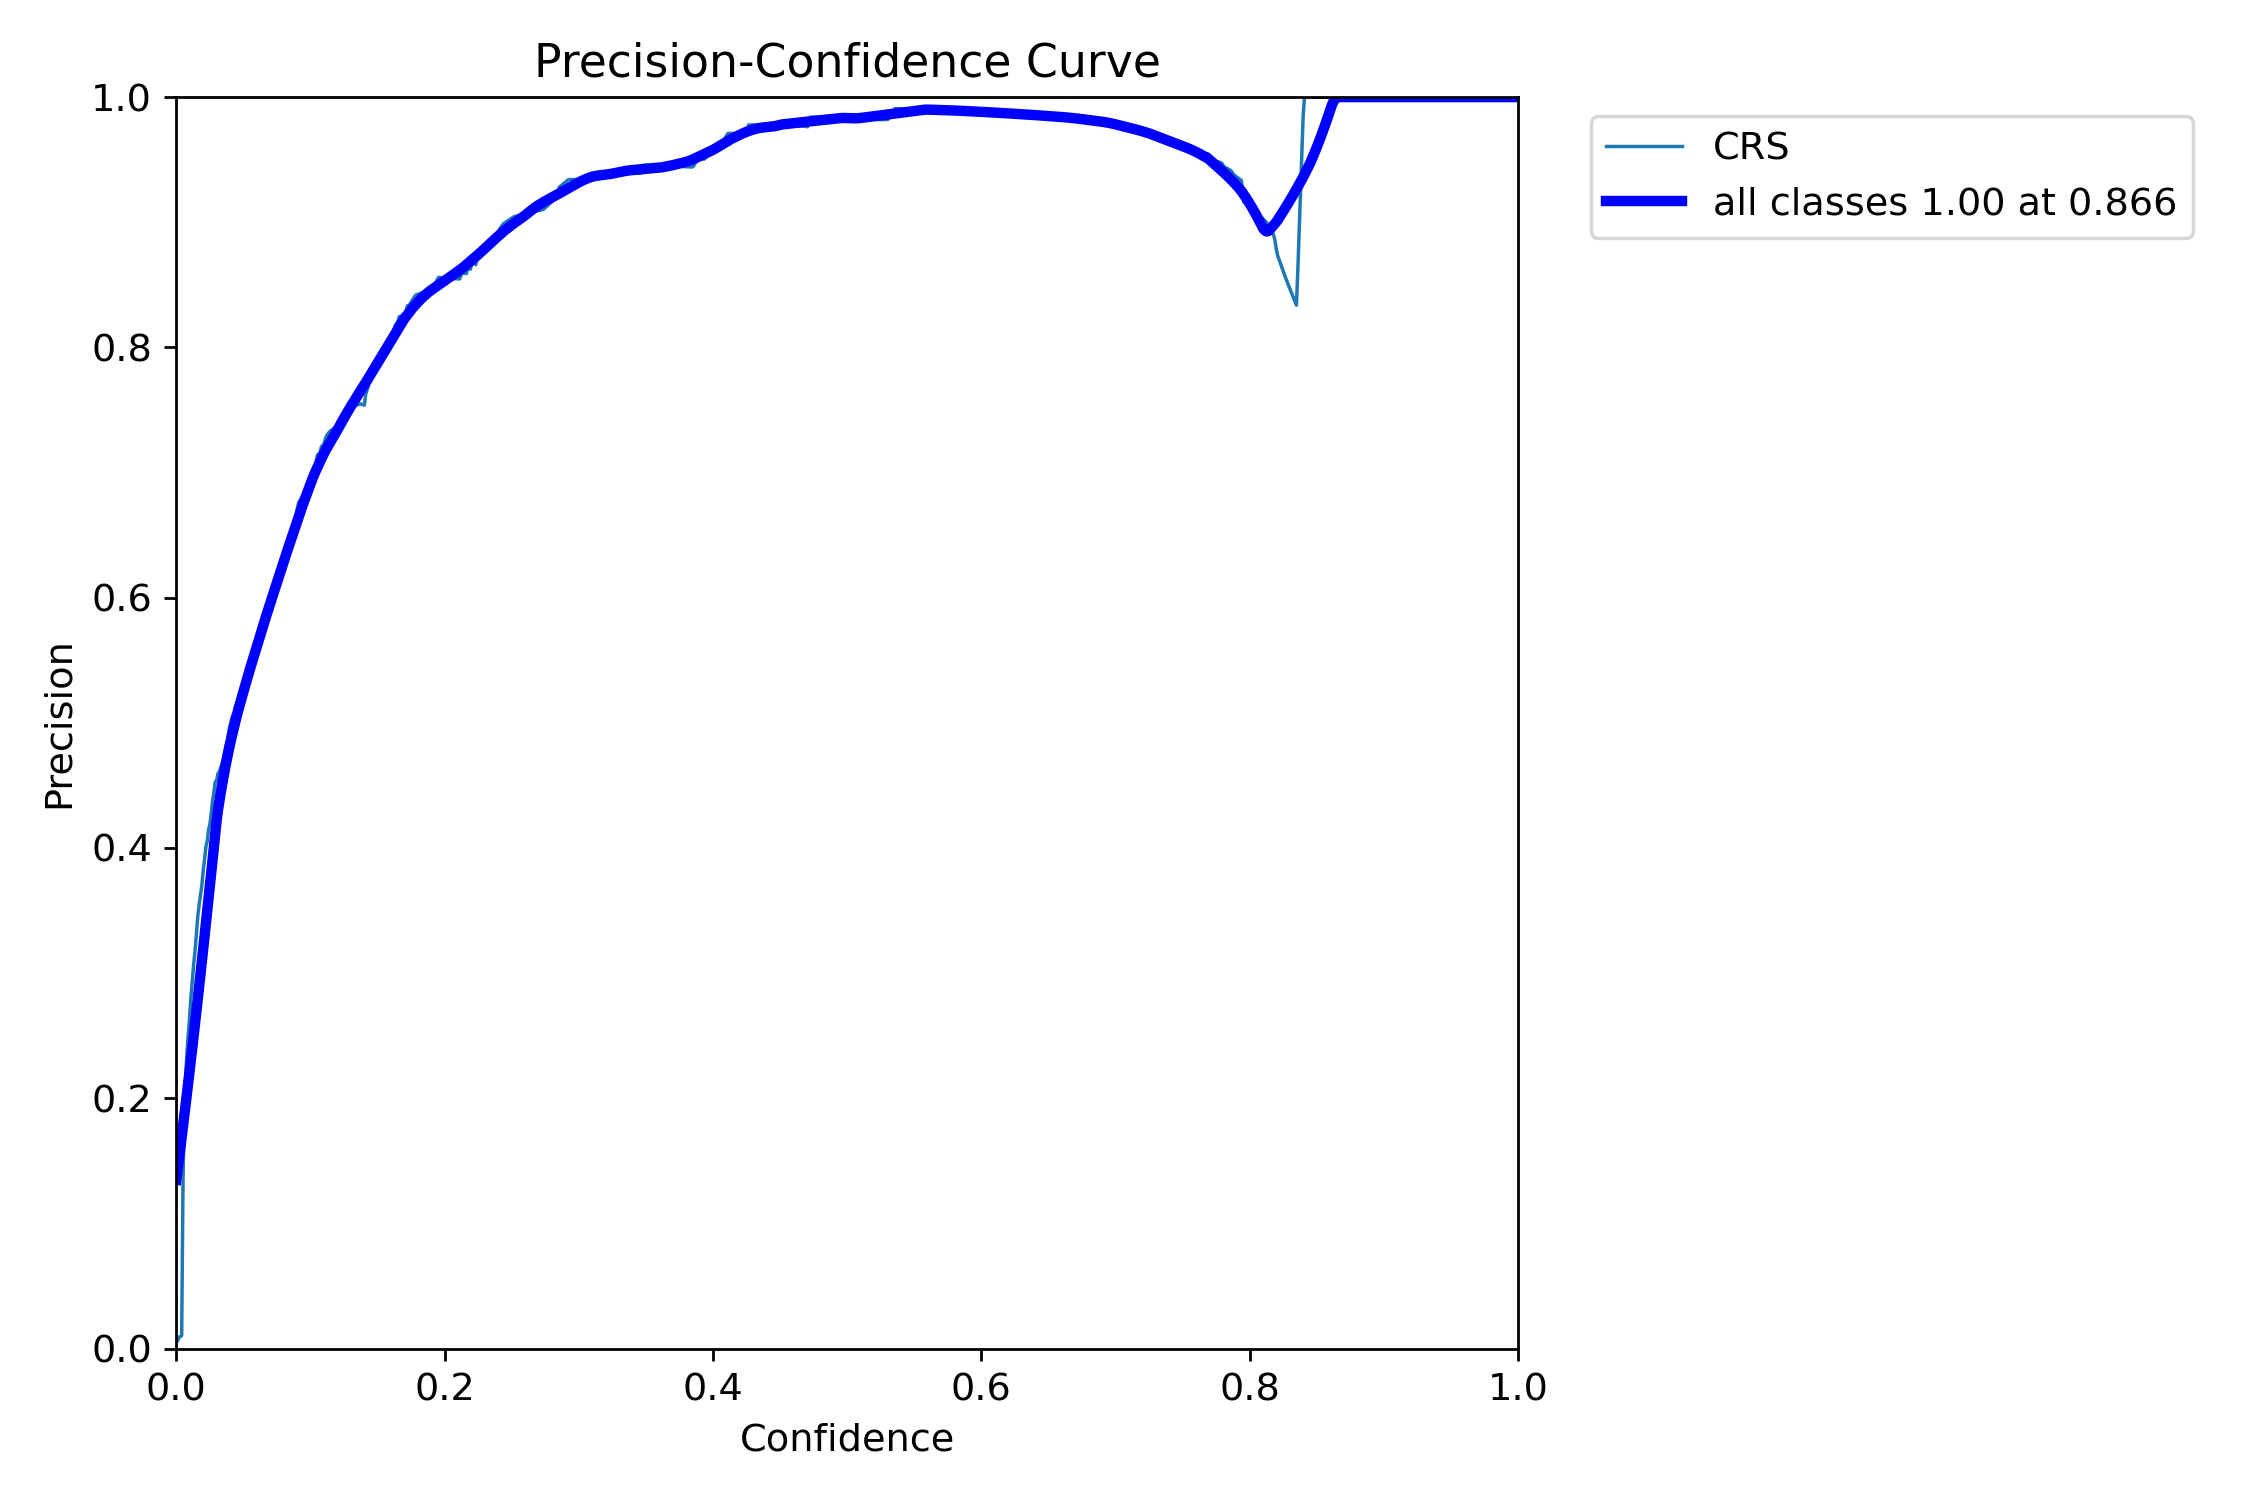 Precision-Confidence Curve
1.0
0.8
0.6
0.4
0.2
0.0
Precision
0.0 0.2 0.4 0.6 0.8 1.0
Confidence
CRS
all classes 1.00 at 0.866